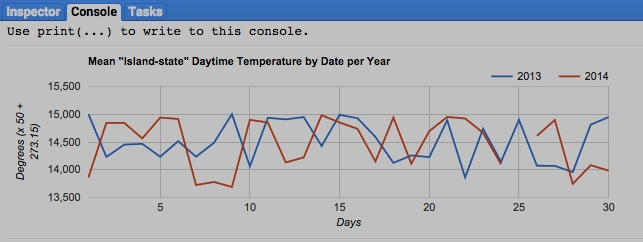 Inspector Console Tasks
Use print(...) to write to this console.
Mean "Island-state" Daytime Temperature by Date per Year
2013 2014
Degrees (x 50 +
273.15)
15,500
15,000
14,500
14,000
13,500
5 10 15 20 25 30
Days